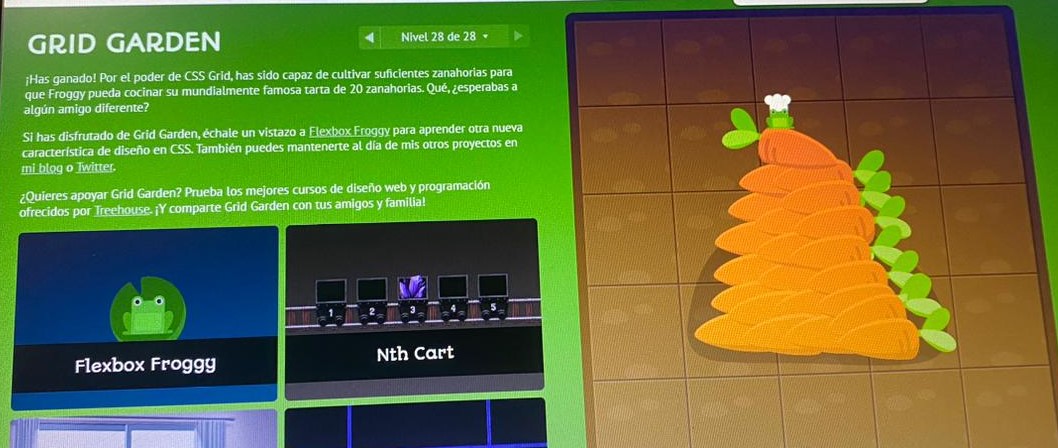 GRID GARDEN
Nivel 28 de 28
¡Has ganado! Por el poder de CSS Grid, has sido capaz de cultivar suficientes zanahorias para
que Froggy pueda cocinar su mundialmente famosa tarta de 20 zanahorias. Qué, ¿esperabas a
algún amigo diferente?
Si has disfrutado de Grid Garden, échale un vistazo a Flexbox Froggy para aprender otra nueva
característica de diseño en CSS. También puedes mantenerte al día de mis otros proyectos en
mi blog o Twitter.
¿Quieres apoyar Grid Garden? Prueba los mejores cursos de diseño web y programación
ofrecidos por Treehouse. ¡Y comparte Grid Garden con tus amigos y familia!
1 2 3 4 5
Flexbox Froggy
Nth Cart